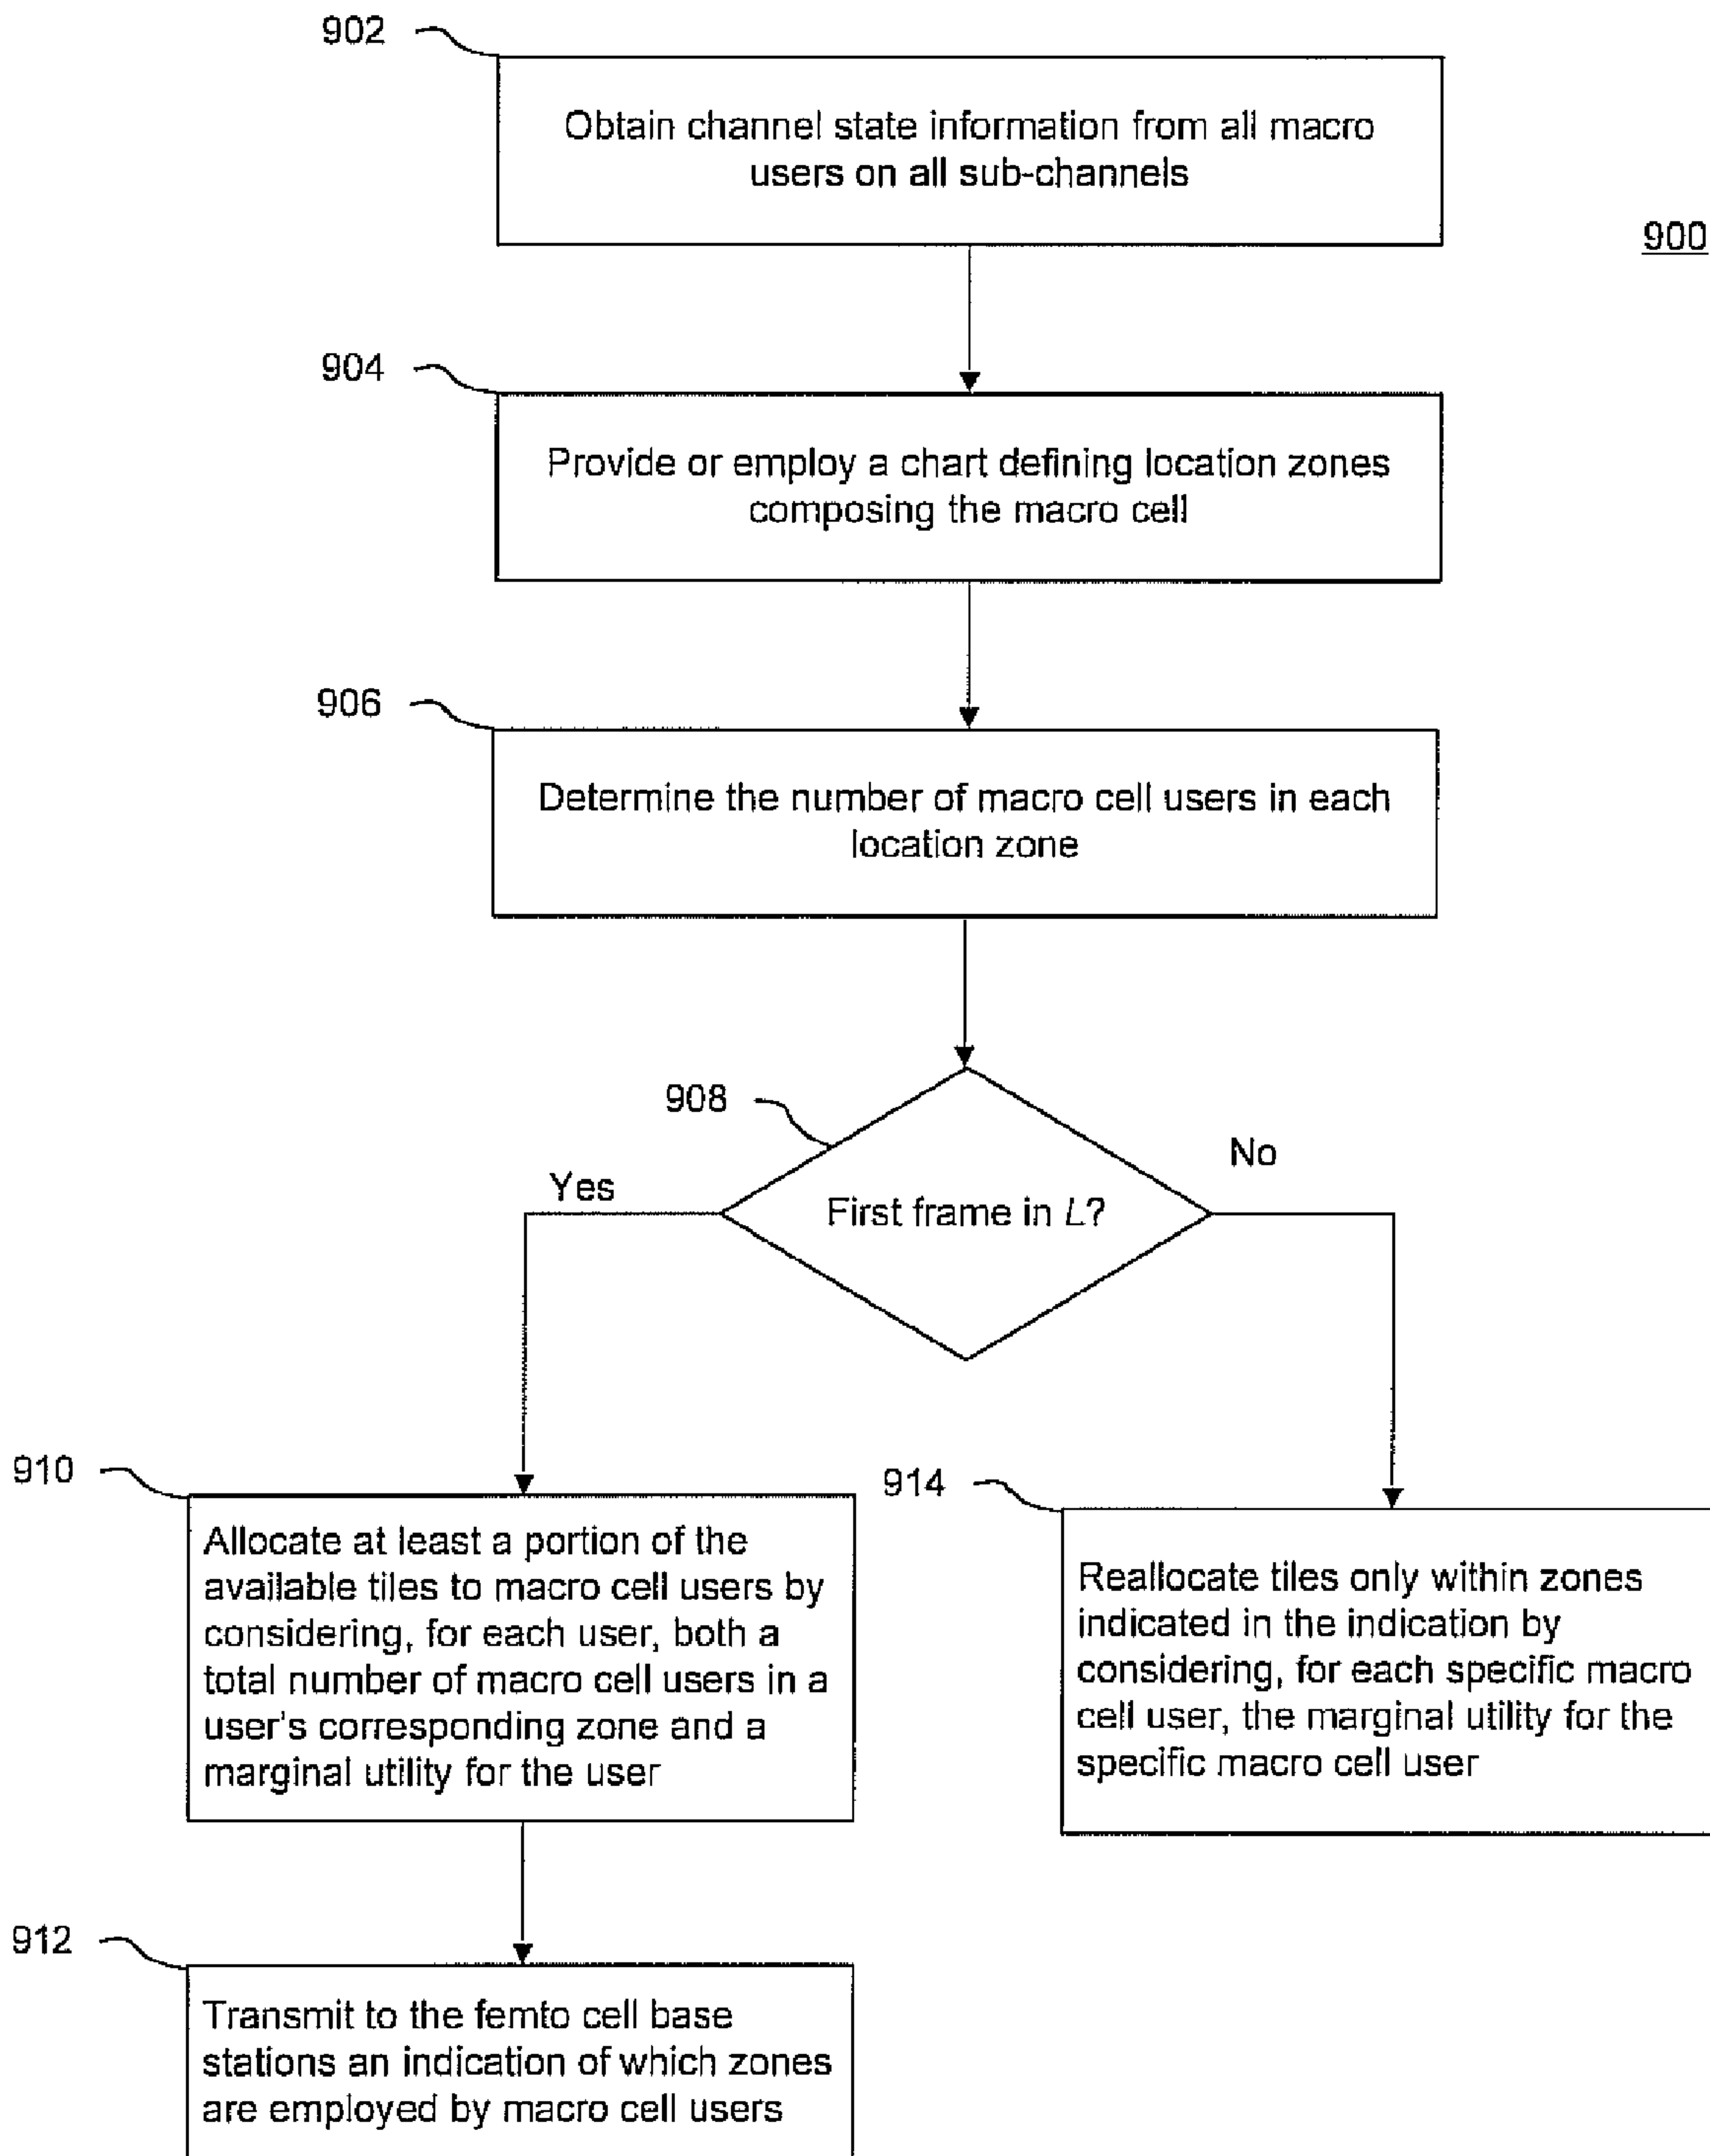 902
Obtain channel state information from all macro
users on all sub-channels
900
904
Provide or employ a chart defining location zones
composing the macro cell
906
Determine the number of macro cell users in each
location zone
908
No
Yes
First frame in L?
910
914
Allocate at least a portion of the
available tiles to macro cell users by
considering, for each user, both a
total number of macro cell users in a
user's corresponding zone and a
marginal utility for the user
Reallocate tiles only within zones
indicated in the indication by
considering, for each specific macro
cell user, the marginal utility for the
specific macro cell user
912
Transmit to the femto cell base
stations an indication of which zones
are employed by macro cell users